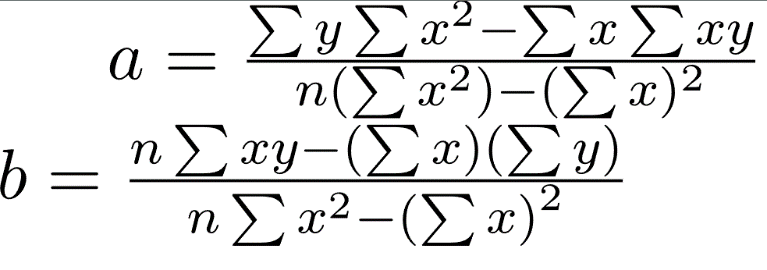 a = \frac{\sum y \sum x^2 - \sum x \sum xy}{n(\sum x^2) - (\sum x)^2}
b = \frac{n \sum xy - (\sum x)(\sum y)}{n \sum x^2 - (\sum x)^2}